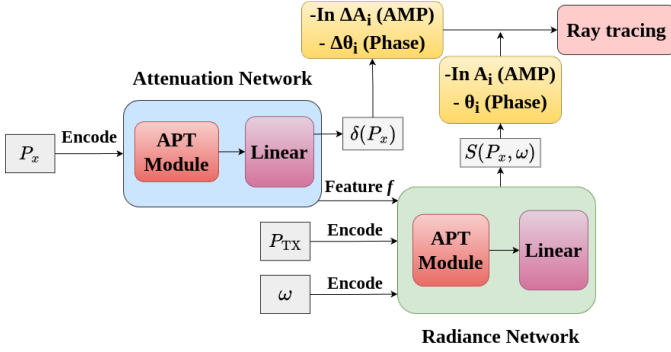 -In ΔAᵢ (AMP)
- Δθᵢ (Phase)
Ray tracing
-In Aᵢ (AMP)
- θᵢ (Phase)
Attenuation Network
Pₓ
Encode
APT
Module
Linear
δ(Pₓ)
S(Pₓ, ω)
Feature f
P_TX
Encode
APT
Module
Linear
ω
Encode
Radiance Network